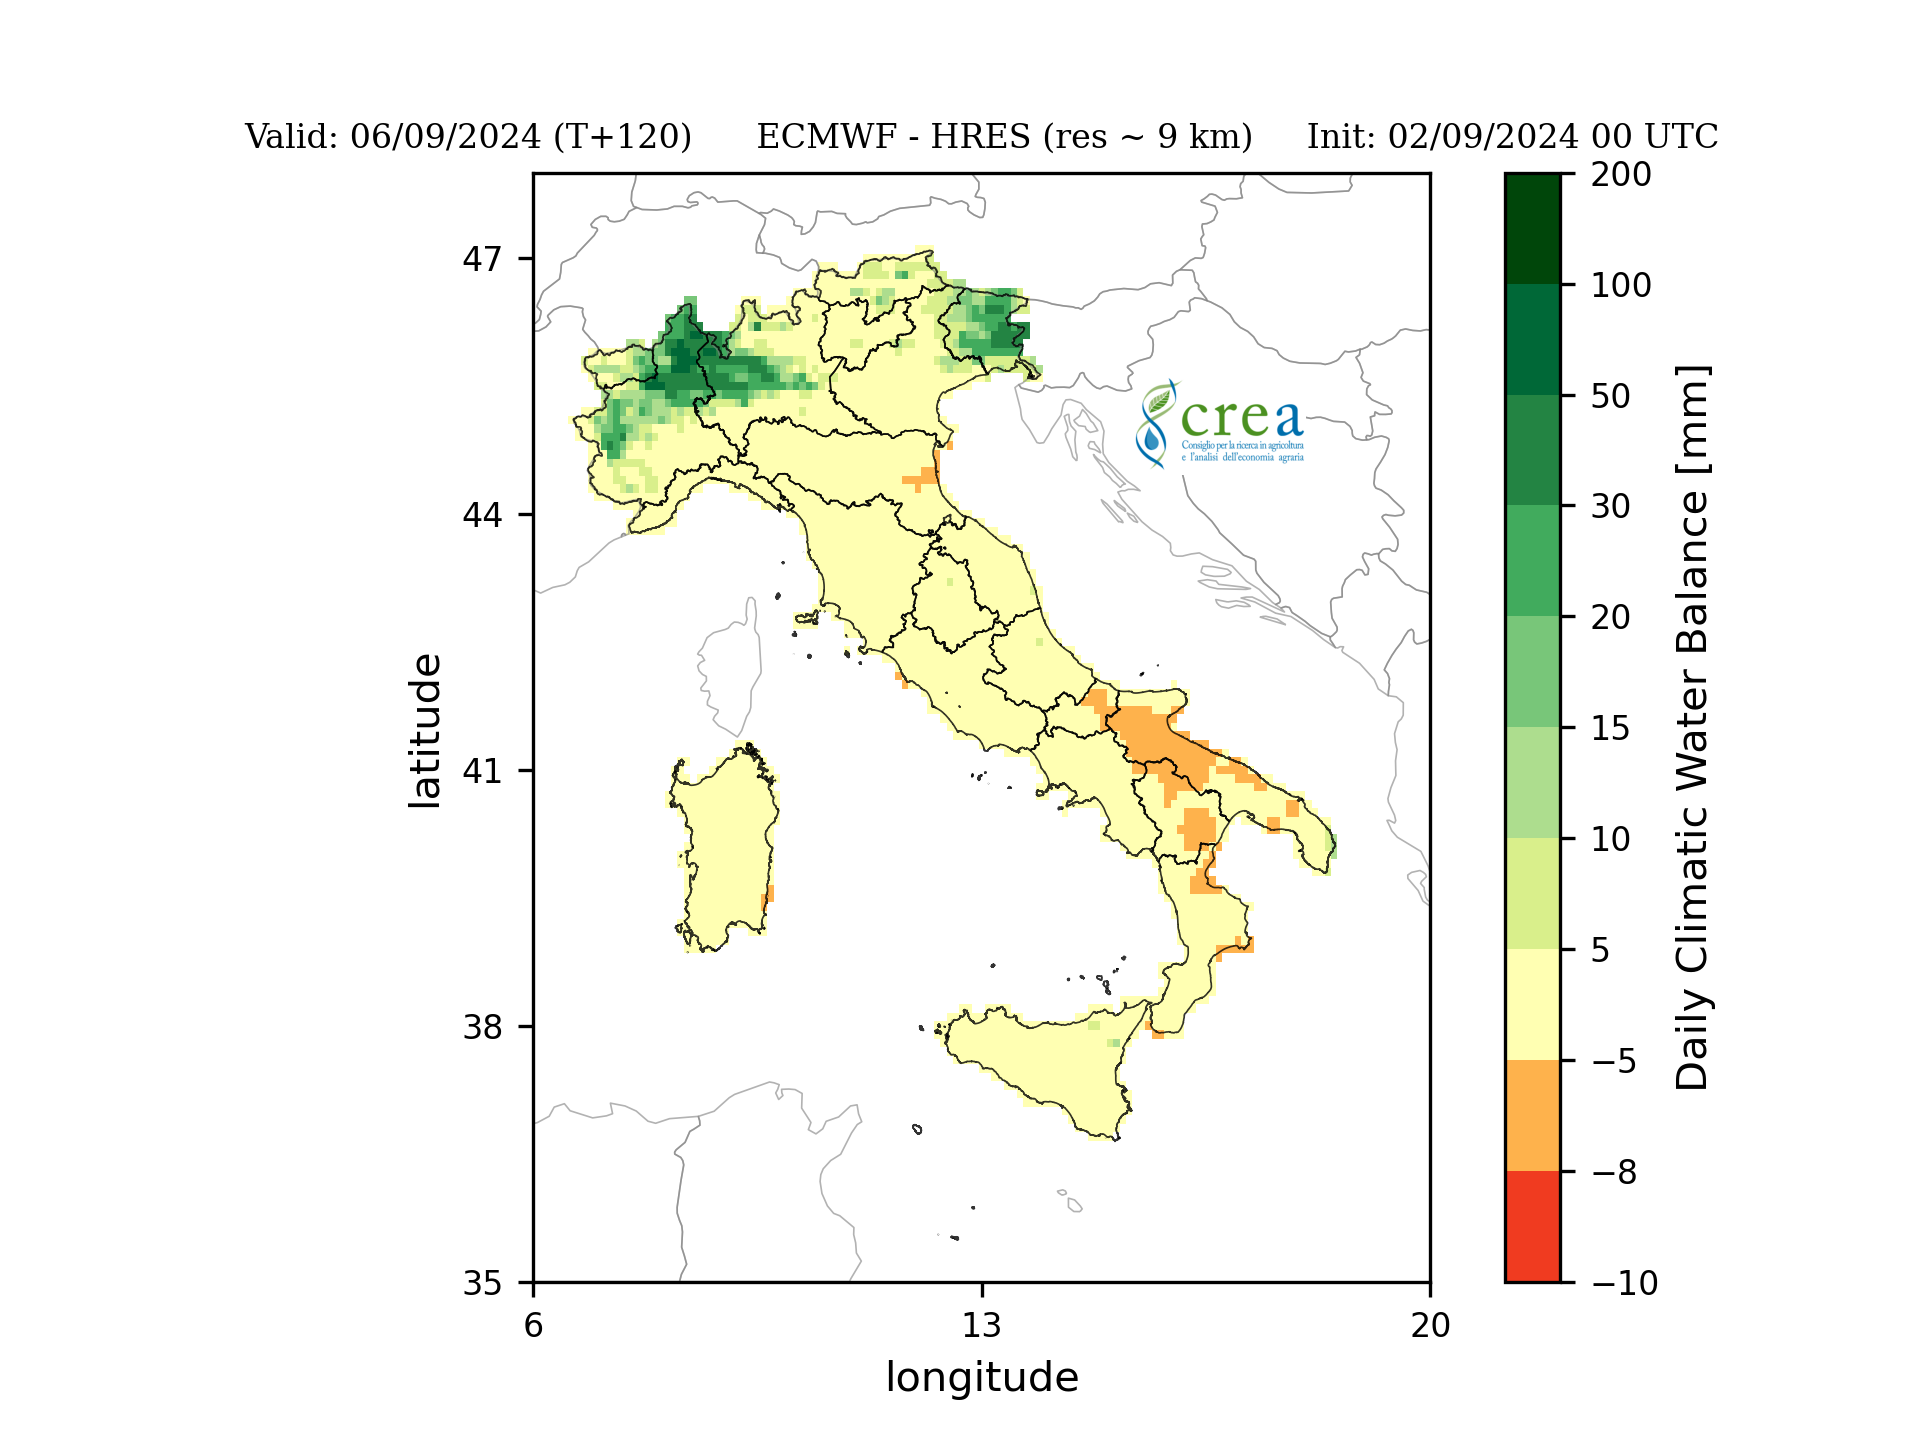 Valid: 06/09/2024 (T+120) ECMWF - HRES (res ~ 9 km) Init: 02/09/2024 00 UTC
47
44
41
38
35
latitude
6
13
20
longitude
crea
Consiglio per la ricerca in agricoltura
e l'analisi dell'economia agraria
200
100
50
30
20
15
10
5
−5
−8
−10
Daily Climatic Water Balance [mm]